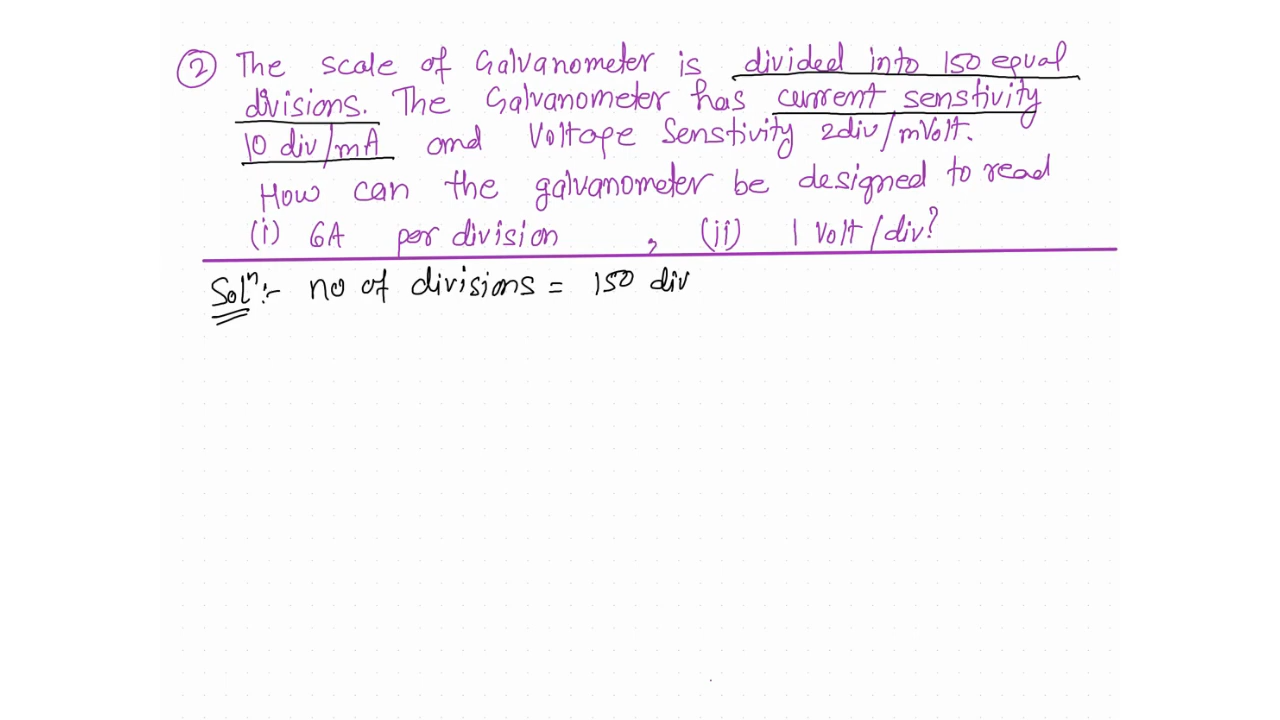 ② The scale of Galvanometer is divided into 150 equal
divisions. The Galvanometer has current senstivity
10 div/mA and Voltage Senstivity 2div/mVolt.
How can the galvanometer be designed to read
(i) 6A per division , (ii) 1 Volt/div?
Solⁿ:- no of divisions = 150 div